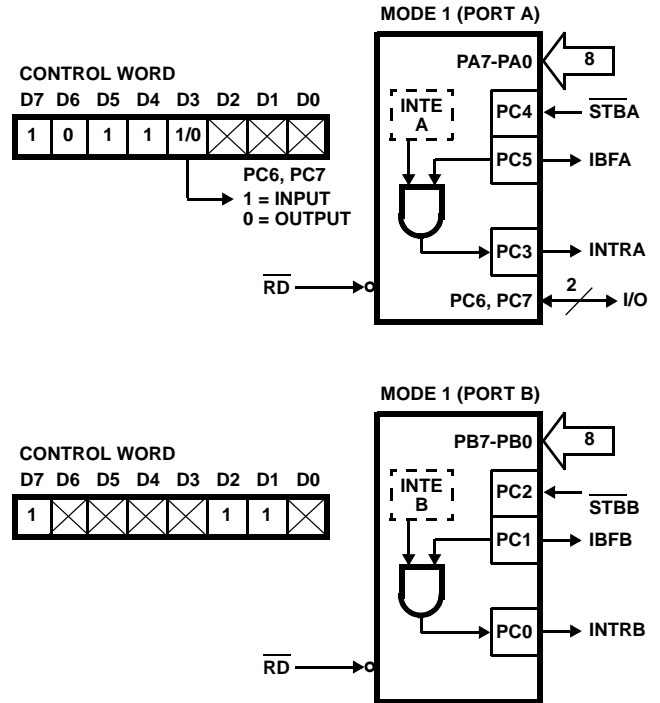 MODE 1 (PORT A)
CONTROL WORD
D7 D6 D5 D4 D3 D2 D1 D0
1 0 1 1 1/0
PC6, PC7
1 = INPUT
0 = OUTPUT
RD
PA7-PA0
8
INTE
A
PC4
STBA
PC5
IBFA
PC3
INTRA
PC6, PC7
2
I/O
MODE 1 (PORT B)
CONTROL WORD
D7 D6 D5 D4 D3 D2 D1 D0
1 1 1
RD
PB7-PB0
8
INTE
B
PC2
STBB
PC1
IBFB
PC0
INTRB